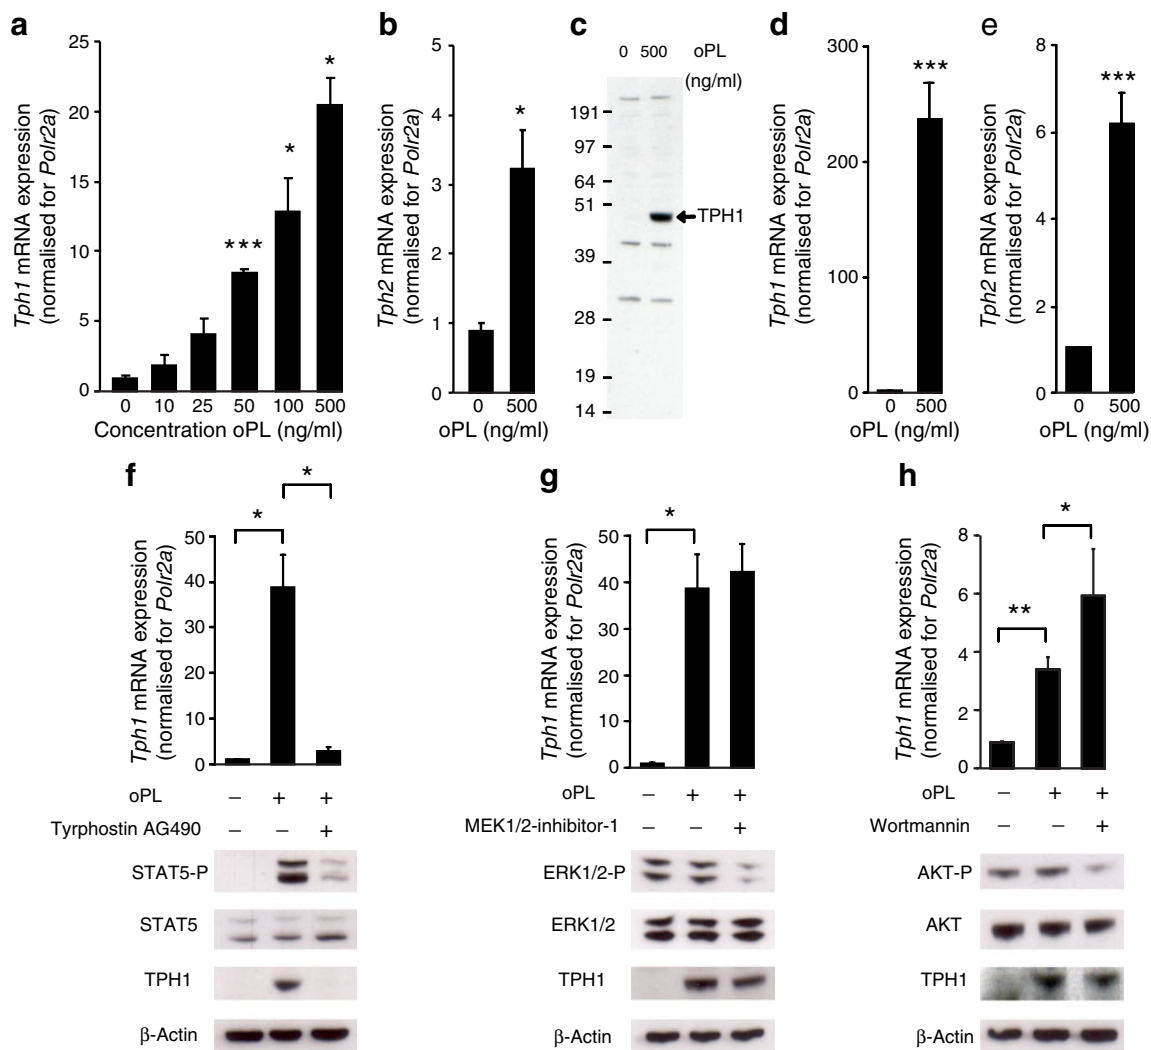 a
Tph1 mRNA expression
(normalised for Polr2a)
25
20
15
10
5
0
***
*
*
0 10 25 50 100 500
Concentration oPL (ng/ml)
b
Tph2 mRNA expression
(normalised for Polr2a)
5
4
3
2
1
0
*
0 500
oPL (ng/ml)
c
0 500 oPL
(ng/ml)
191
97
64
51
39
28
19
14
TPH1
d
Tph1 mRNA expression
(normalised for Polr2a)
300
200
100
0
***
0 500
oPL (ng/ml)
e
Tph2 mRNA expression
(normalised for Polr2a)
8
6
4
2
0
***
0 500
oPL (ng/ml)
f
Tph1 mRNA expression
(normalised for Polr2a)
50
40
30
20
10
0
*
*
oPL − + +
Tyrphostin AG490 − − +
STAT5-P
STAT5
TPH1
β-Actin
g
Tph1 mRNA expression
(normalised for Polr2a)
50
40
30
20
10
0
*
oPL − + +
MEK1/2-inhibitor-1 − − +
ERK1/2-P
ERK1/2
TPH1
β-Actin
h
Tph1 mRNA expression
(normalised for Polr2a)
8
6
4
2
0
**
*
oPL − + +
Wortmannin − − +
AKT-P
AKT
TPH1
β-Actin